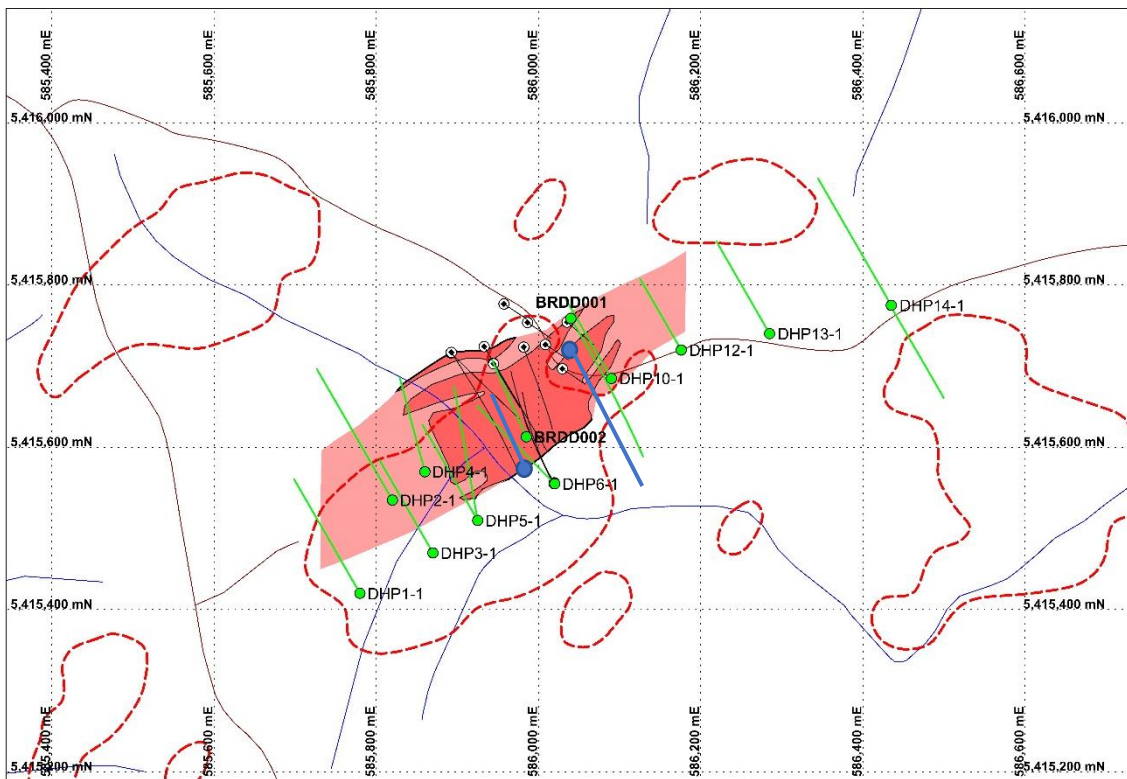 585,400 mE
585,600 mE
585,800 mE
586,000 mE
586,200 mE
586,400 mE
586,600 mE
5,416,000 mN
5,416,000 mN
5,415,800 mN
5,415,800 mN
BRDD001
DHP14-1
DHP13-1
DHP12-1
DHP10-1
5,415,600 mN
BRDD002
5,415,600 mN
DHP4-1
DHP6-1
DHP2-1
DHP5-1
DHP3-1
DHP1-1
5,415,400 mN
5,415,400 mN
585,400 mE
585,600 mE
585,800 mE
586,000 mE
586,200 mE
586,400 mE
586,600 mE
5,415,200 mN
5,415,200 mN